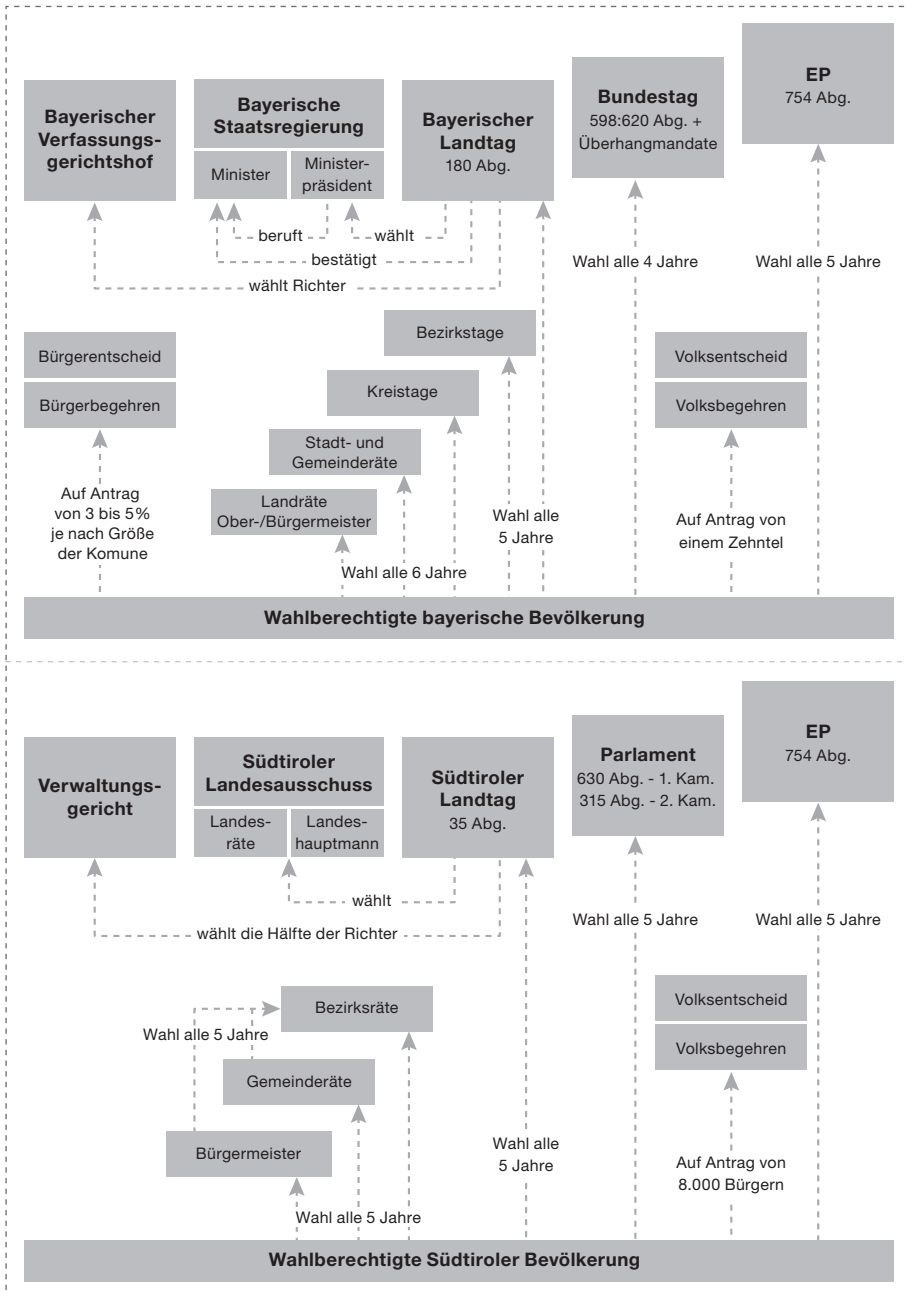 Bayerischer
Verfassungs-
gerichtshof
Bayerische
Staatsregierung
Minister
Minister-
präsident
Bayerischer
Landtag
180 Abg.
Bundestag
598:620 Abg. +
Überhangmandate
EP
754 Abg.
beruft
wählt
bestätigt
wählt Richter
Wahl alle 4 Jahre
Wahl alle 5 Jahre
Bürgerentscheid
Bürgerbegehren
Bezirkstage
Kreistage
Stadt- und
Gemeinderäte
Landräte
Ober-/Bürgermeister
Volksentscheid
Volksbegehren
Auf Antrag
von 3 bis 5%
je nach Größe
der Komune
Wahl alle 6 Jahre
Wahl alle
5 Jahre
Auf Antrag von
einem Zehntel
Wahlberechtigte bayerische Bevölkerung
Verwaltungs-
gericht
Südtiroler
Landesausschuss
Landes-
räte
Landes-
hauptmann
Südtiroler
Landtag
35 Abg.
Parlament
630 Abg. - 1. Kam.
315 Abg. - 2. Kam.
EP
754 Abg.
wählt
wählt die Hälfte der Richter
Wahl alle 5 Jahre
Wahl alle 5 Jahre
Bezirksräte
Wahl alle 5 Jahre
Gemeinderäte
Bürgermeister
Volksentscheid
Volksbegehren
Wahl alle
5 Jahre
Auf Antrag von
8.000 Bürgern
Wahl alle 5 Jahre
Wahlberechtigte Südtiroler Bevölkerung